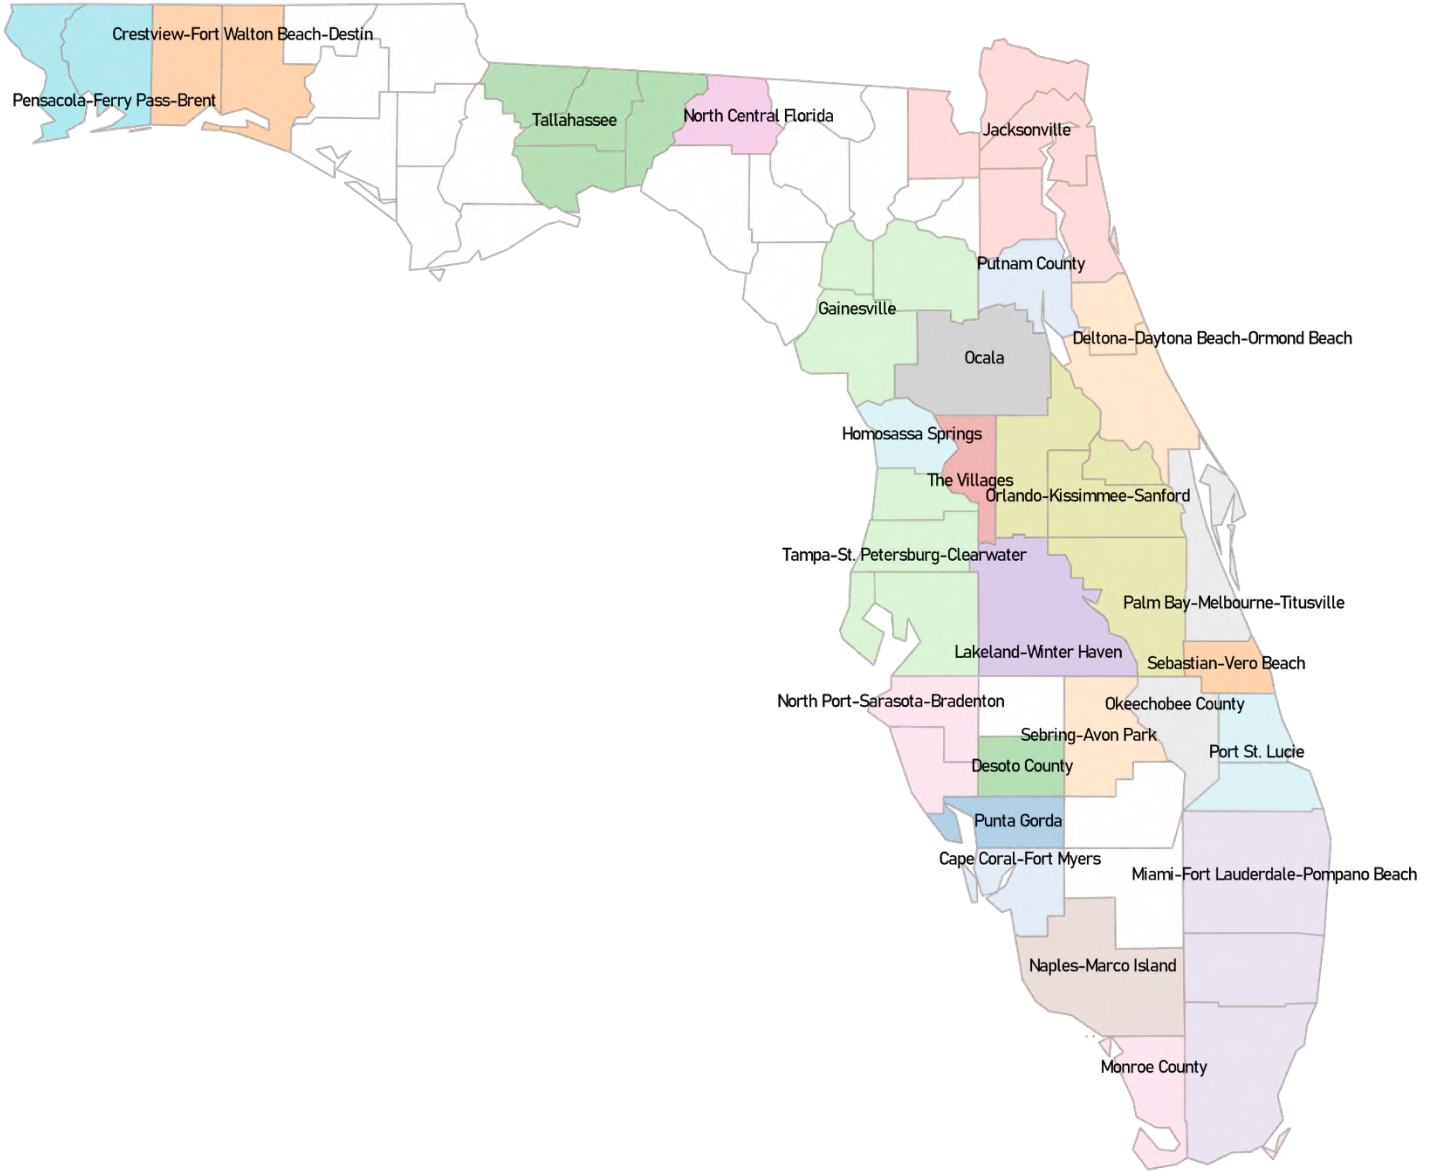 Crestview-Fort Walton Beach-Destin
Pensacola-Ferry Pass-Brent
Tallahassee
North Central Florida
Jacksonville
Putnam County
Gainesville
Deltona-Daytona Beach-Ormond Beach
Ocala
Homosassa Springs
The Villages
Orlando-Kissimmee-Sanford
Tampa-St. Petersburg-Clearwater
Palm Bay-Melbourne-Titusville
Lakeland-Winter Haven
Sebastian-Vero Beach
North Port-Sarasota-Bradenton
Okeechobee County
Sebring-Avon Park
Port St. Lucie
Desoto County
Punta Gorda
Cape Coral-Fort Myers
Miami-Fort Lauderdale-Pompano Beach
Naples-Marco Island
Monroe County